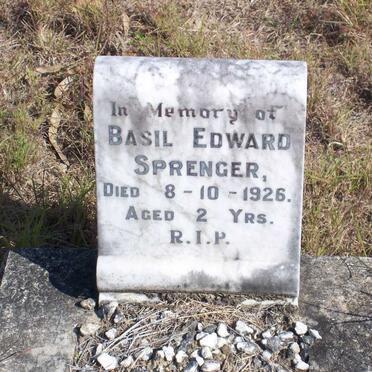 In Memory of
BASIL EDWARD
SPRENGER,
DIED 8-10-1926.
AGED 2 YRS.
R.I.P.